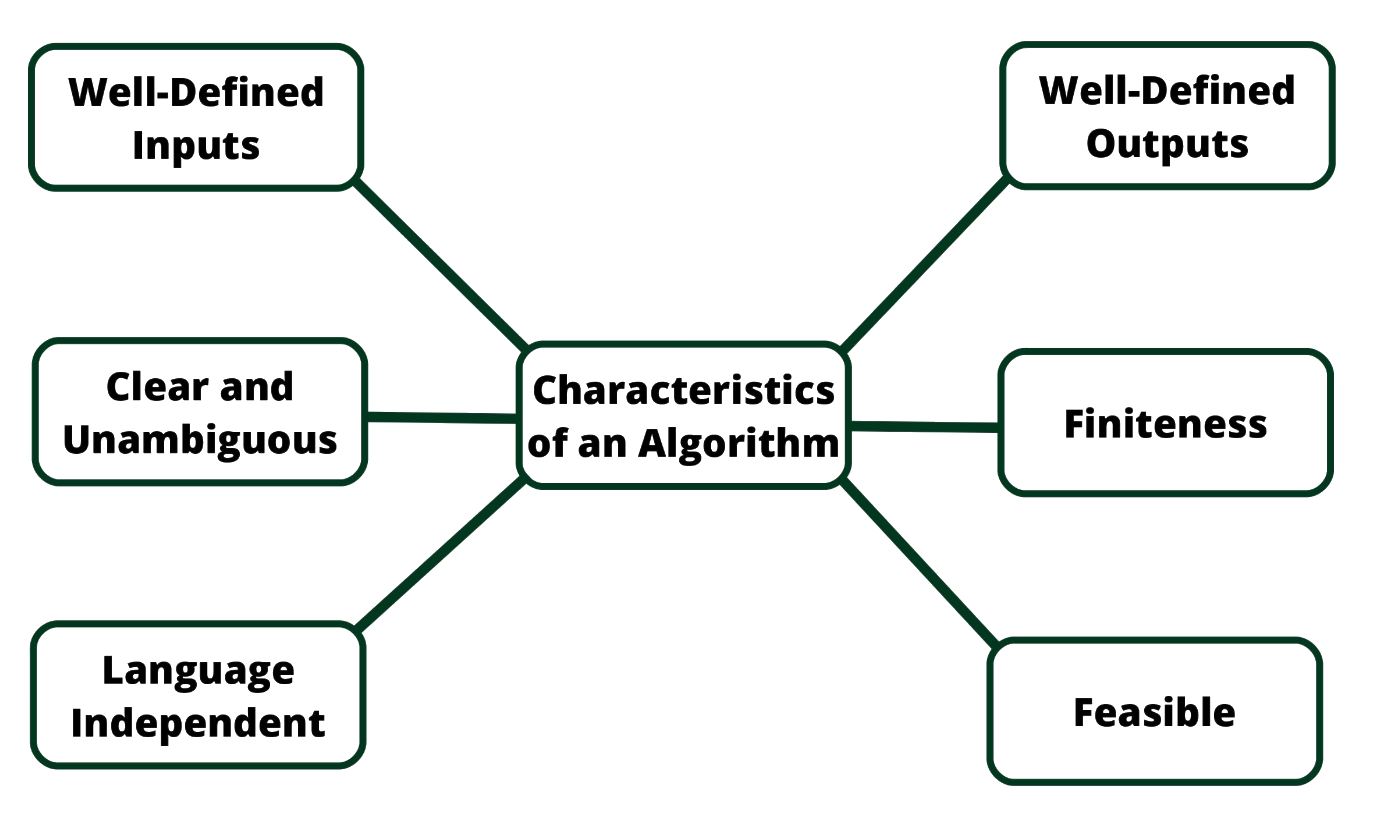 Well-Defined
Inputs
Well-Defined
Outputs
Clear and
Unambiguous
Characteristics
of an Algorithm
Finiteness
Language
Independent
Feasible